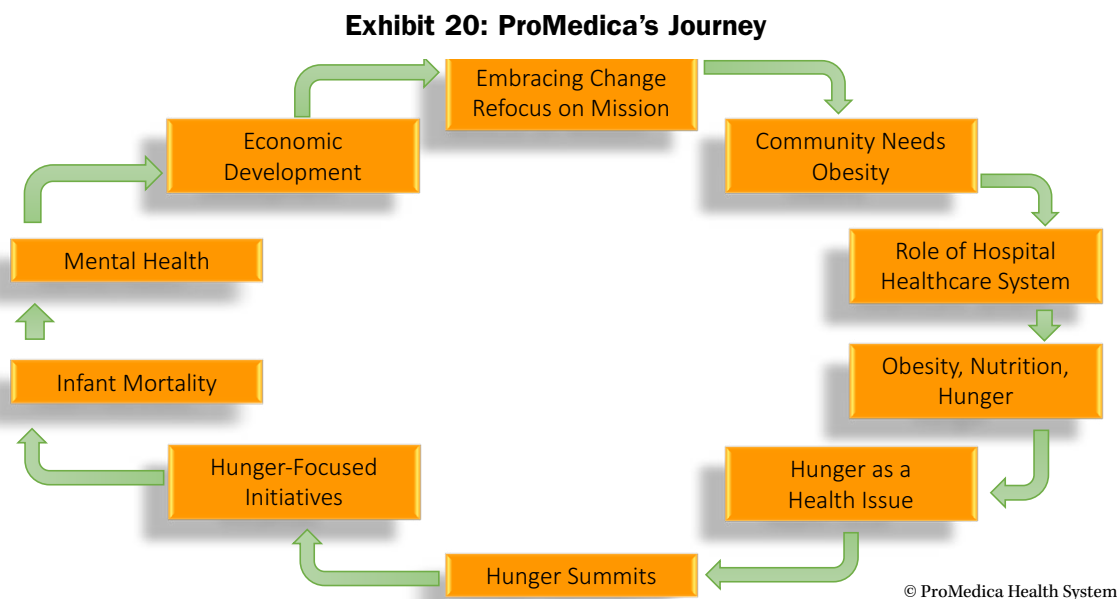 Exhibit 20: ProMedica's Journey
Embracing Change
Refocus on Mission
Community Needs
Obesity
Role of Hospital
Healthcare System
Obesity, Nutrition,
Hunger
Hunger as a
Health Issue
Hunger Summits
Hunger-Focused
Initiatives
Infant Mortality
Mental Health
Economic
Development
© ProMedica Health System